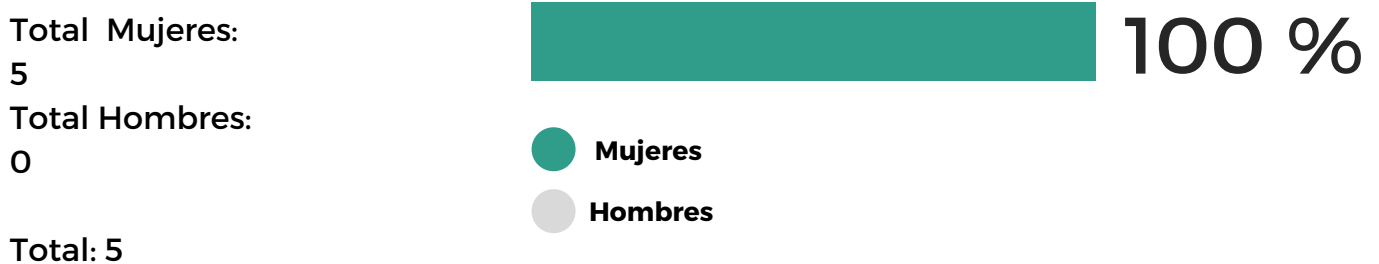 Total Mujeres:
5
Total Hombres:
0
Total: 5
100 %
Mujeres
Hombres